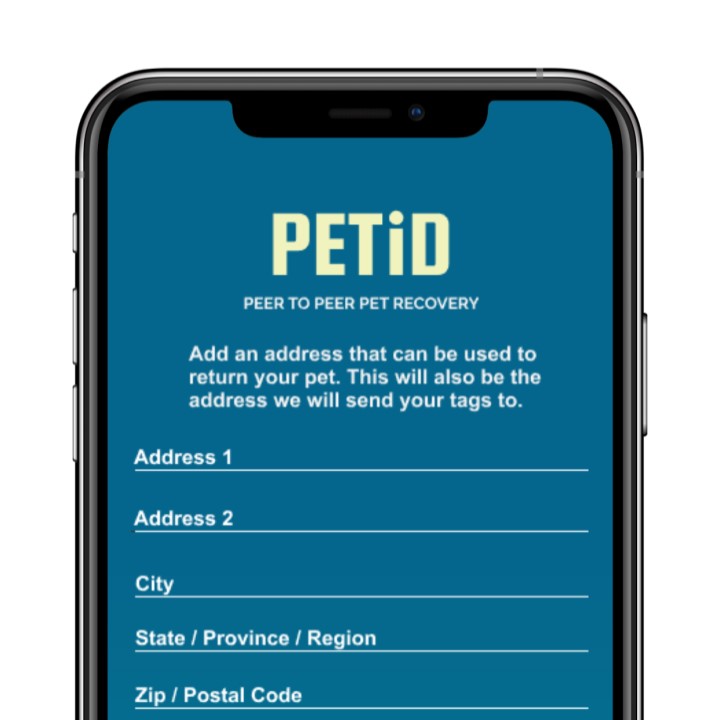 PETiD
PEER TO PEER PET RECOVERY
Add an address that can be used to
return your pet. This will also be the
address we will send your tags to.
Address 1
Address 2
City
State / Province / Region
Zip / Postal Code